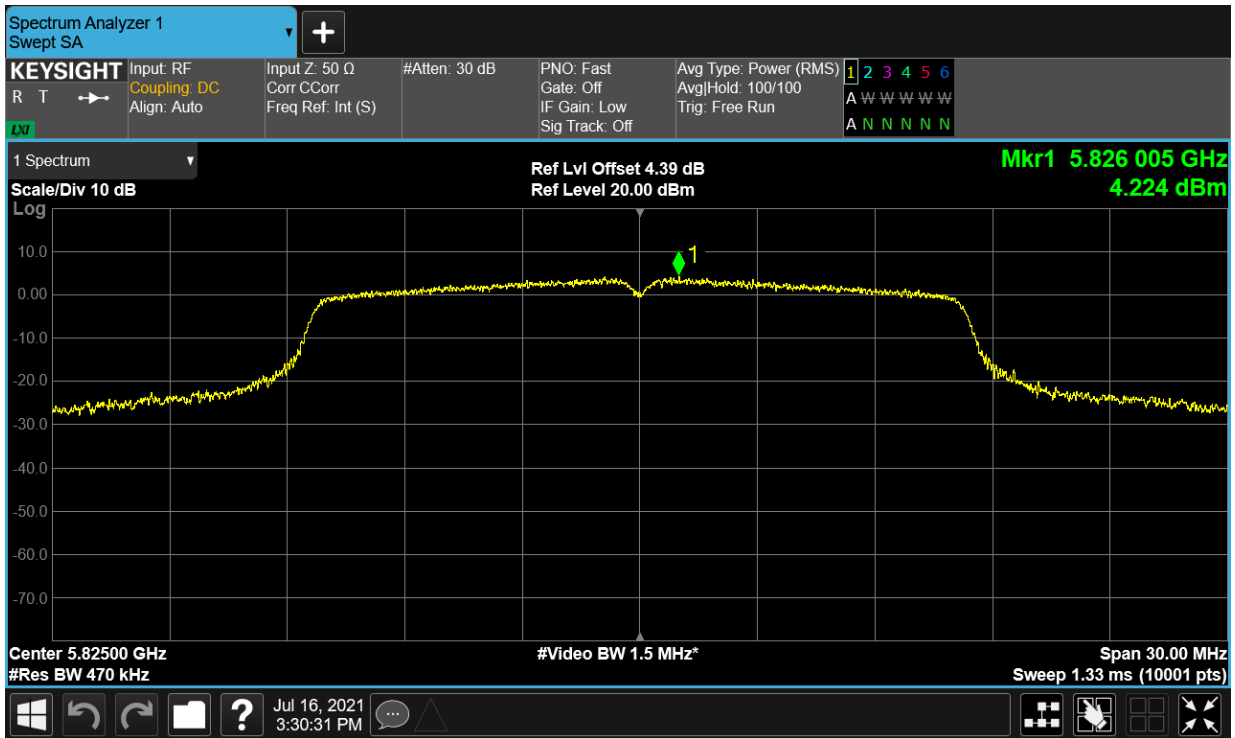 Spectrum Analyzer 1
Swept SA
KEYSIGHT
R T
LXI
Input: RF
Coupling: DC
Align: Auto
Input Z: 50 Ω
Corr CCorr
Freq Ref: Int (S)
#Atten: 30 dB
PNO: Fast
Gate: Off
IF Gain: Low
Sig Track: Off
Avg Type: Power (RMS)
Avg|Hold: 100/100
Trig: Free Run
1 2 3 4 5 6
A W W W W W
A N N N N N
1 Spectrum
Scale/Div 10 dB
Log
Ref Lvl Offset 4.39 dB
Ref Level 20.00 dBm
Mkr1 5.826 005 GHz
4.224 dBm
1
10.0
0.00
-10.0
-20.0
-30.0
-40.0
-50.0
-60.0
-70.0
Center 5.82500 GHz
#Res BW 470 kHz
#Video BW 1.5 MHz*
Span 30.00 MHz
Sweep 1.33 ms (10001 pts)
?
Jul 16, 2021
3:30:31 PM